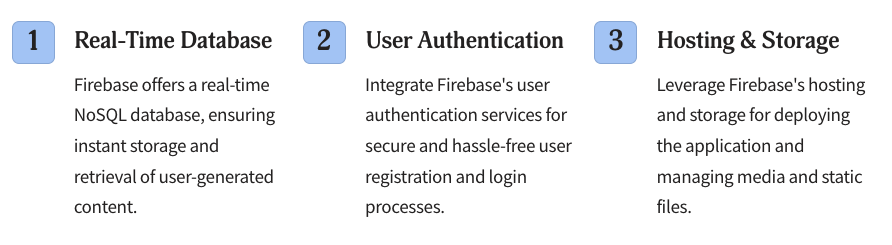 1
Real-Time Database
Firebase offers a real-time
NoSQL database, ensuring
instant storage and
retrieval of user-generated
content.
2
User Authentication
Integrate Firebase's user
authentication services for
secure and hassle-free user
registration and login
processes.
3
Hosting & Storage
Leverage Firebase's hosting
and storage for deploying
the application and
managing media and static
files.